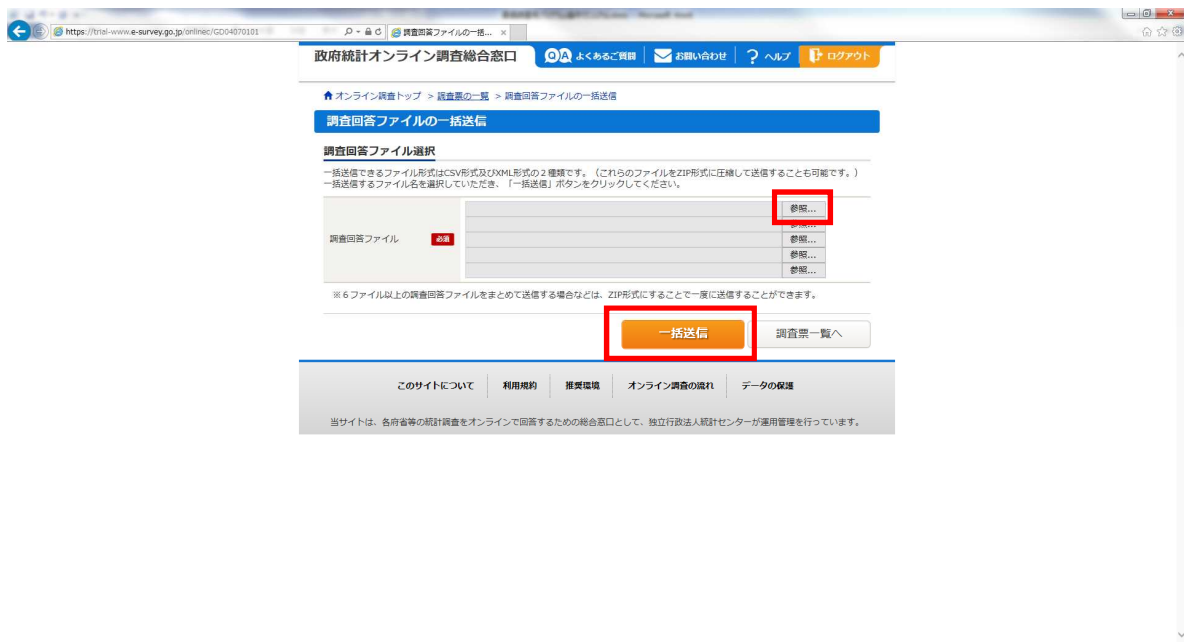 https://trial-www.e-survey.go.jp/onlinec/GD04070101
調査回答ファイルの一括...
政府統計オンライン調査総合窓口
QA よくあるご質問 お問い合わせ ? ヘルプ ログアウト
オンライン調査トップ > 調査票の一覧 > 調査回答ファイルの一括送信
調査回答ファイルの一括送信
調査回答ファイル選択
一括送信できるファイル形式はCSV形式及びXML形式の2種類です。(これらのファイルをZIP形式に圧縮して送信することも可能です。)
一括送信するファイル名を選択していただき、「一括送信」ボタンをクリックしてください。
参照...
調査回答ファイル 必須 参照...
参照...
参照...
※6ファイル以上の調査回答ファイルをまとめて送信する場合などは、ZIP形式にすることで一度に送信することができます。
一括送信 調査票一覧へ
このサイトについて 利用規約 推奨環境 オンライン調査の流れ データの保護
当サイトは、各府省等の統計調査をオンラインで回答するための総合窓口として、独立行政法人統計センターが運用管理を行っています。